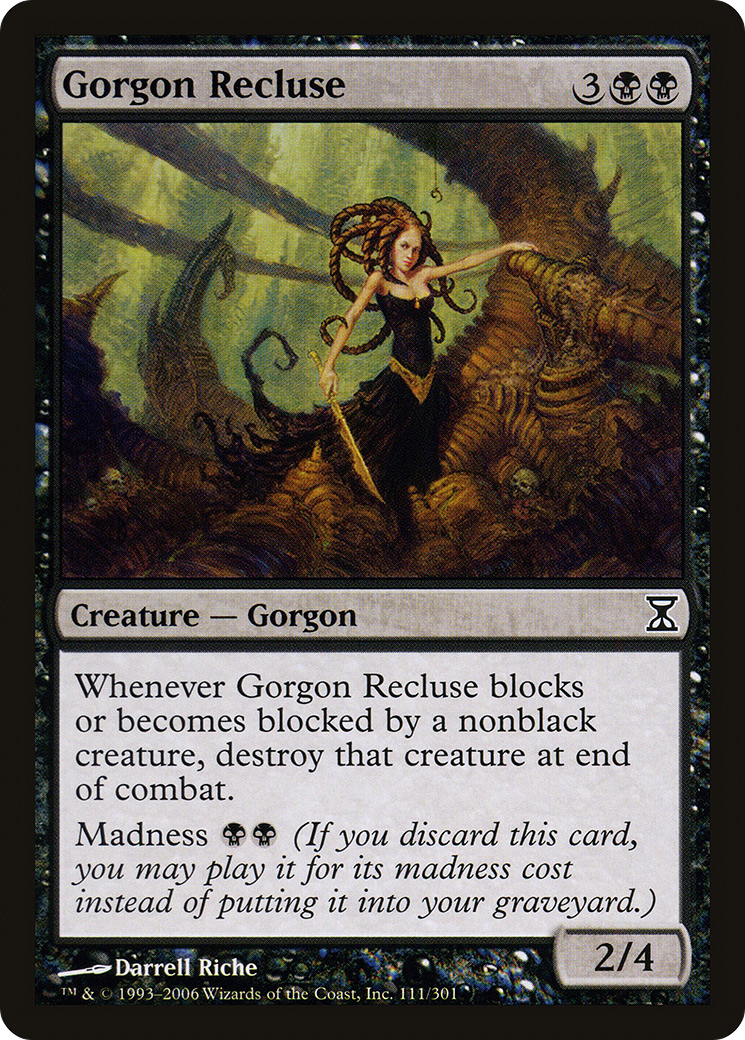 Gorgon Recluse 3
Creature — Gorgon
Whenever Gorgon Recluse blocks
or becomes blocked by a nonblack
creature, destroy that creature at end
of combat.
Madness (If you discard this card,
you may play it for its madness cost
instead of putting it into your graveyard.)
2/4
Darrell Riche
™ & © 1993–2006 Wizards of the Coast, Inc. 111/301